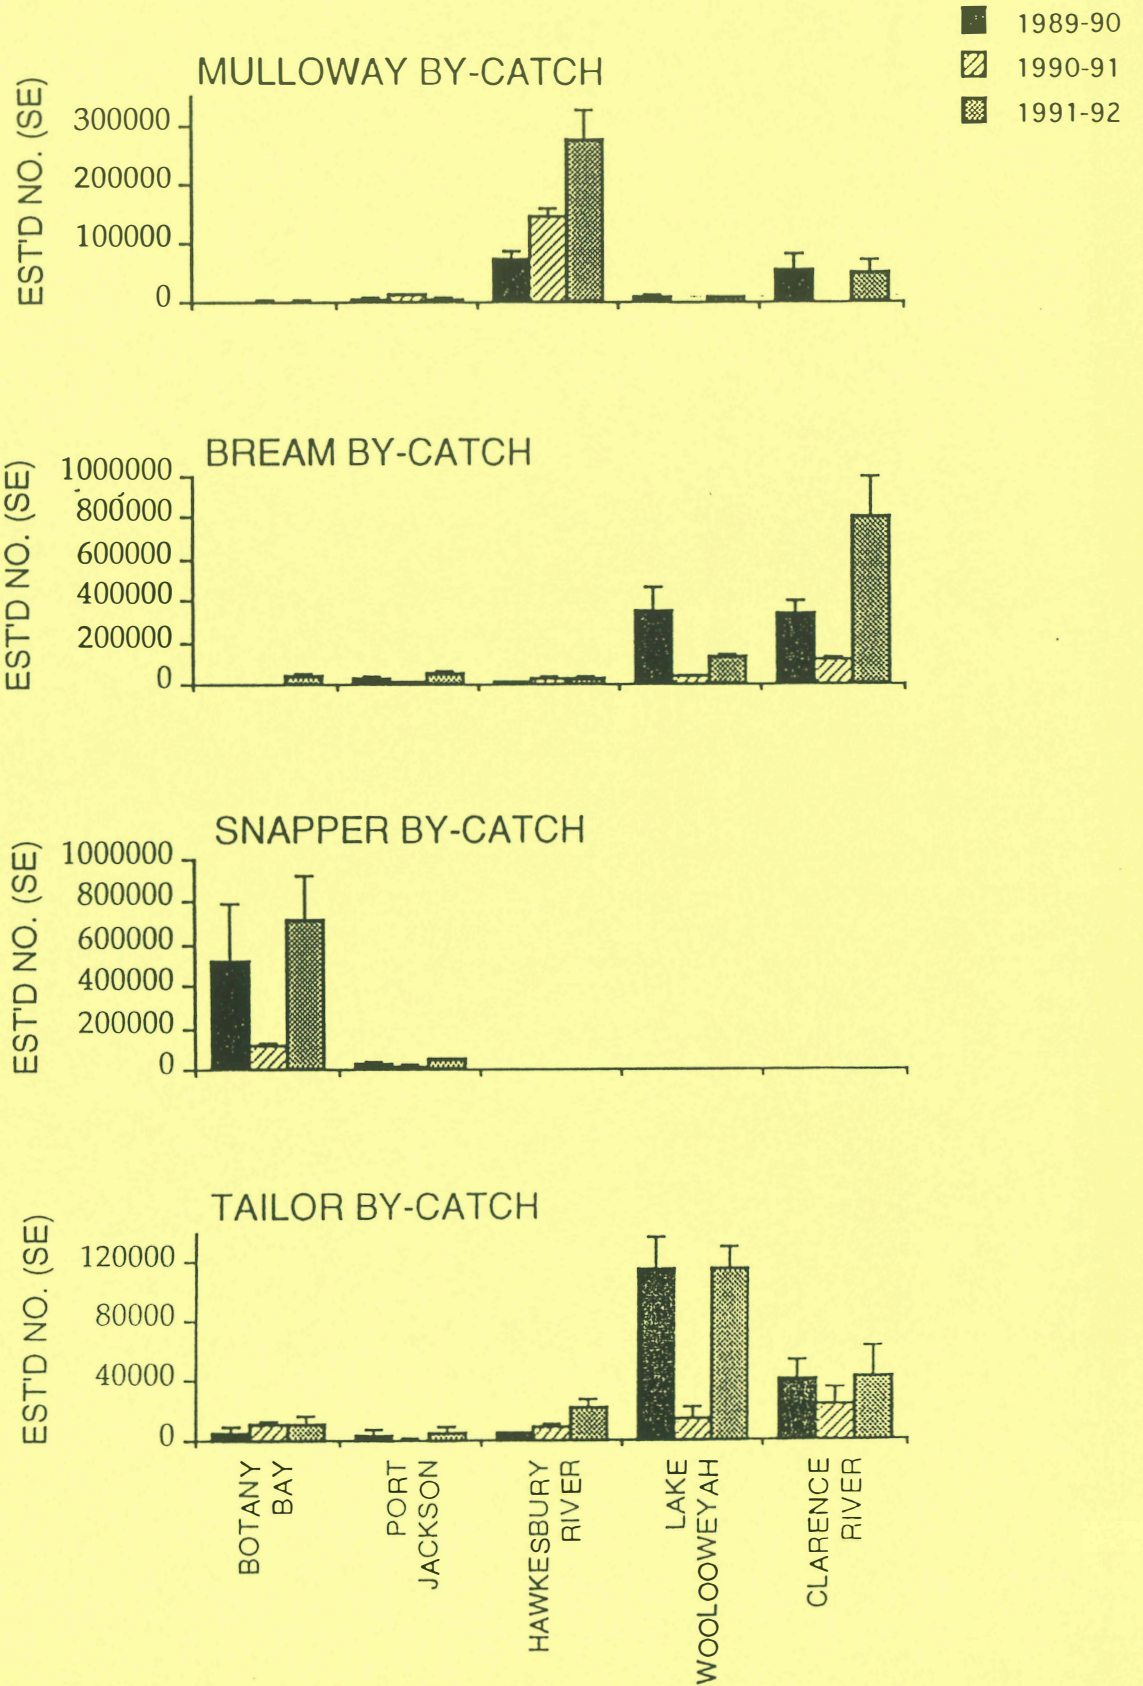 1989-90
1990-91
1991-92
MULLOWAY BY-CATCH
EST'D NO. (SE)
300000
200000
100000
0
BREAM BY-CATCH
EST'D NO. (SE)
1000000
800000
600000
400000
200000
0
SNAPPER BY-CATCH
EST'D NO. (SE)
1000000
800000
600000
400000
200000
0
TAILOR BY-CATCH
EST'D NO. (SE)
120000
80000
40000
0
BOTANY
BAY
PORT
JACKSON
HAWKESBURY
RIVER
LAKE
WOOLOOWEYAH
CLARENCE
RIVER